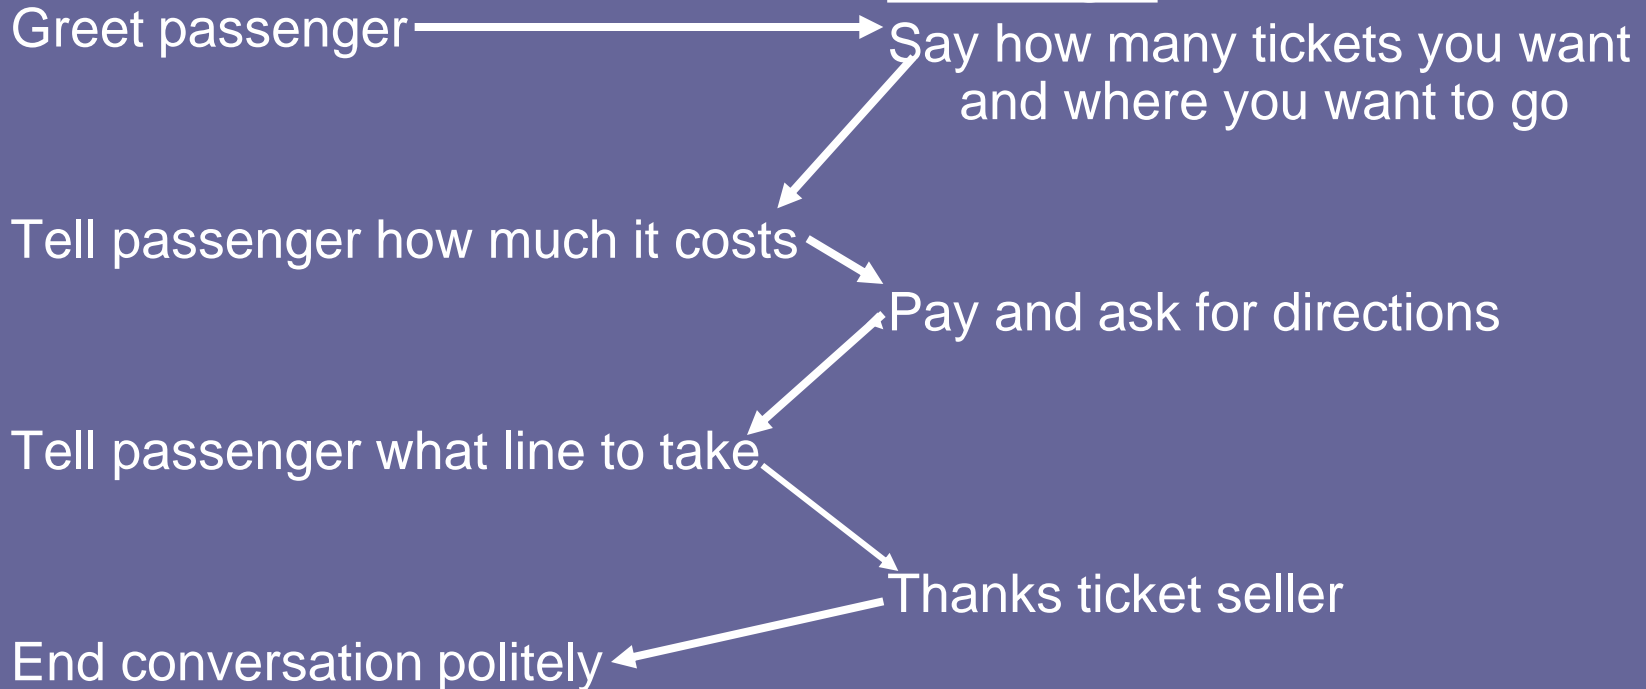 Greet passenger
Say how many tickets you want
and where you want to go
Tell passenger how much it costs
Pay and ask for directions
Tell passenger what line to take
Thanks ticket seller
End conversation politely